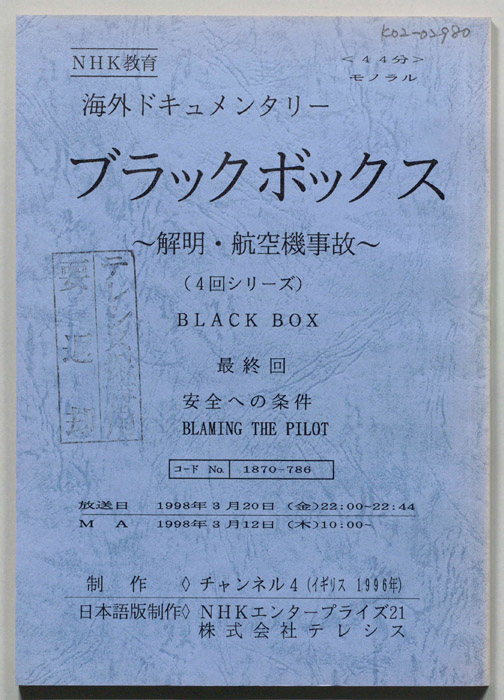 K02-02980
NHK教育
<44分>
モノラル
海外ドキュメンタリー
ブラックボックス
~解明・航空機事故~
(4回シリーズ)
BLACK BOX
最終回
安全への条件
BLAMING THE PILOT
コード No. 1870-786
放送日 1998年3月20日 (金)22:00~22:44
MA 1998年3月12日 (木)10:00~
制作◇チャンネル4(イギリス 1996年)
日本語版制作◇NHKエンタープライズ21
株式会社テレシス
要返却